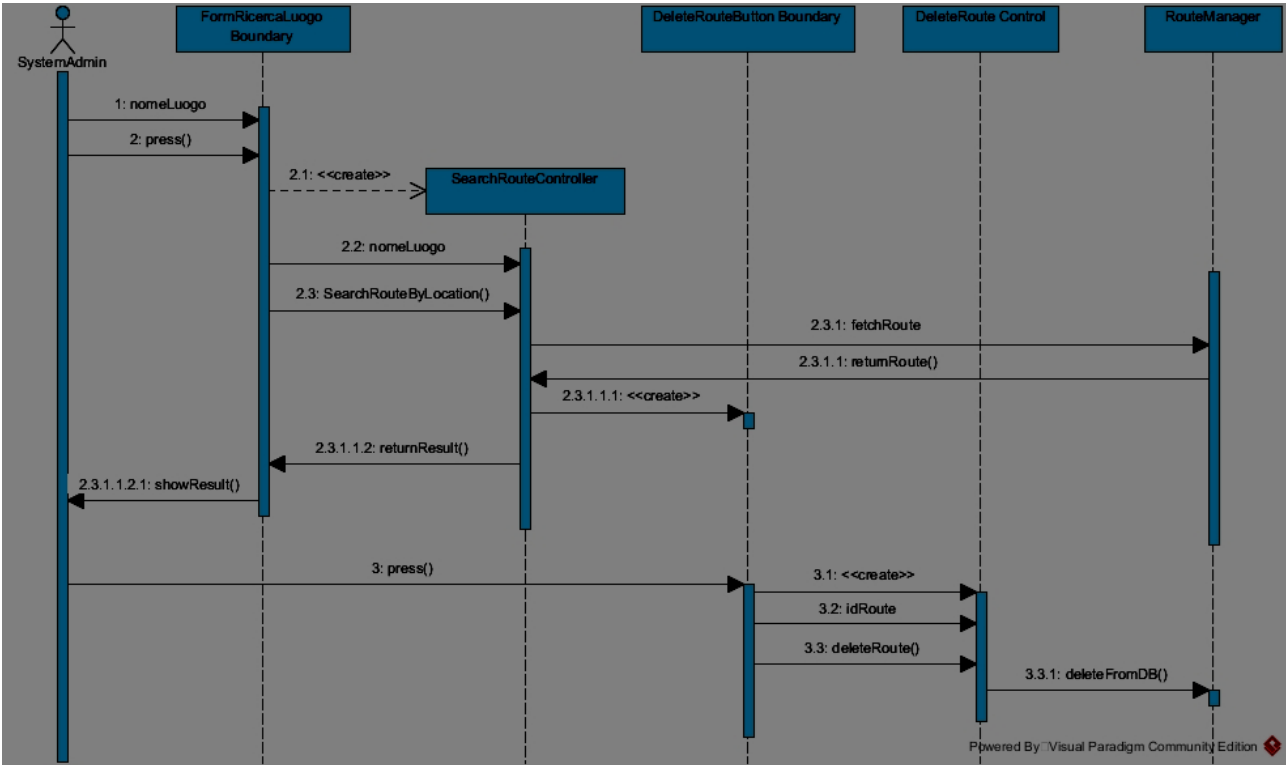 FormRicercaLuogo
Boundary
DeleteRouteButton Boundary
DeleteRoute Control
RouteManager
SystemAdmin
1: nomeLuogo
2: press()
2.1: <<create>>
SearchRouteController
2.2: nomeLuogo
2.3: SearchRouteByLocation()
2.3.1: fetchRoute
2.3.1.1: returnRoute()
2.3.1.1.1: <<create>>
2.3.1.1.2: returnResult()
2.3.1.1.2.1: showResult()
3: press()
3.1: <<create>>
3.2: idRoute
3.3: deleteRoute()
3.3.1: deleteFromDB()
Powered By Visual Paradigm Community Edition